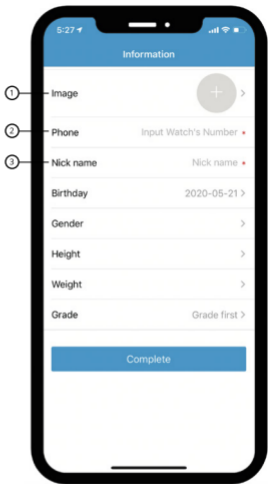 5:27
Information
① Image
② Phone Input Watch's Number *
③ Nick name Nick name *
Birthday 2020-05-21 >
Gender >
Height >
Weight >
Grade Grade first >
Complete